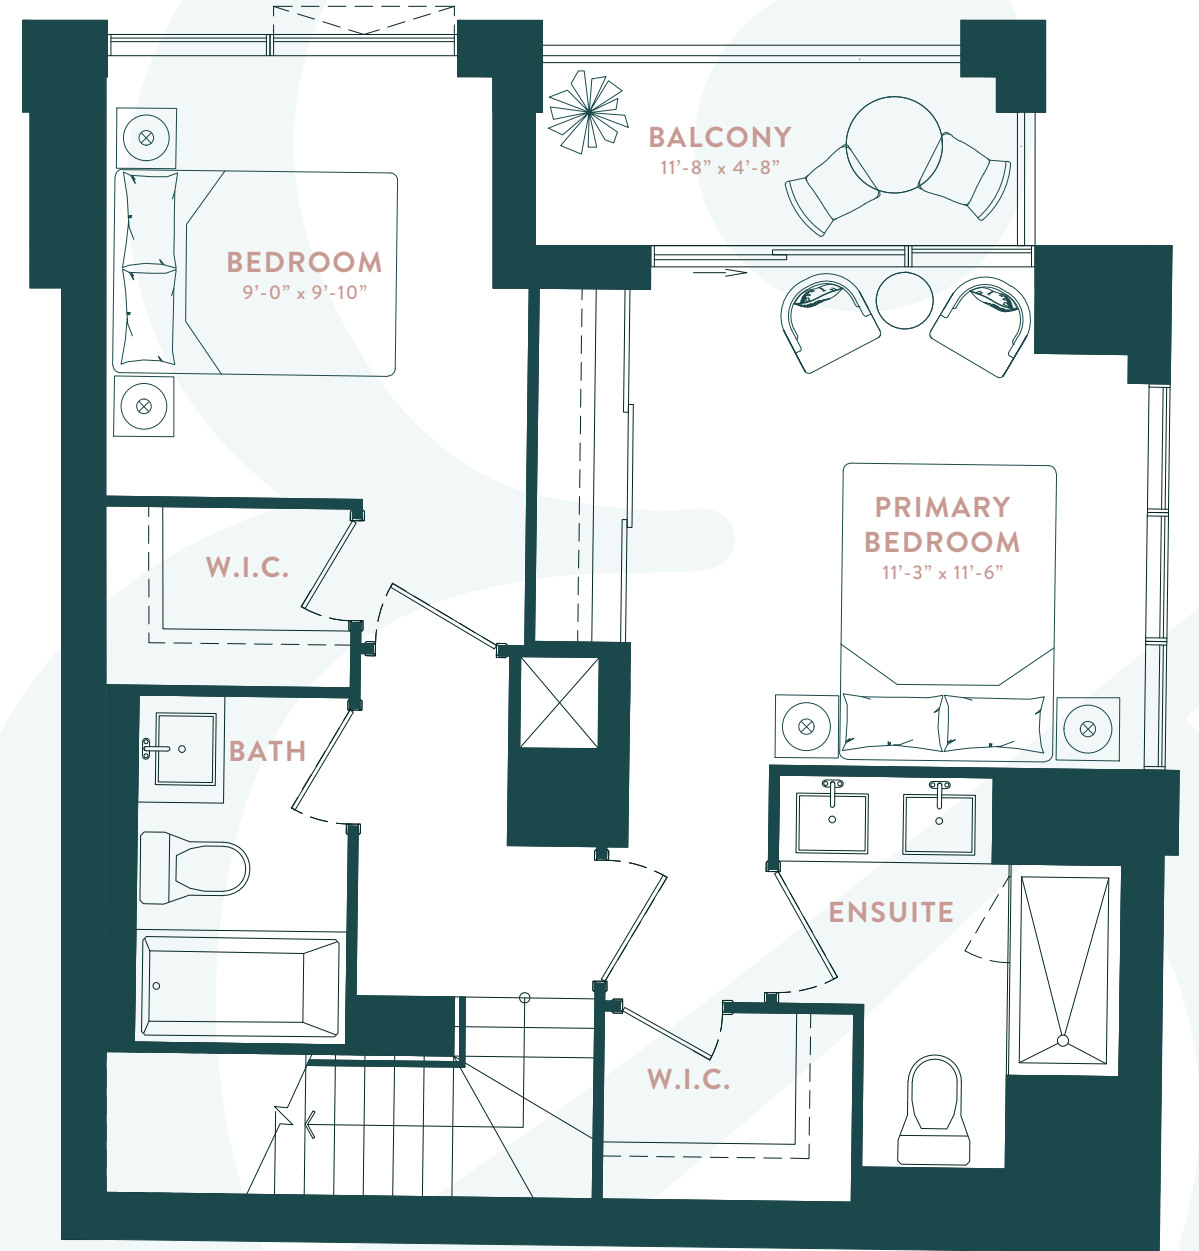 BALCONY
11’-8” x 4’-8”
BEDROOM
9’-0” x 9’-10”
PRIMARY
BEDROOM
11’-3” x 11’-6”
W.I.C.
BATH
ENSUITE
W.I.C.